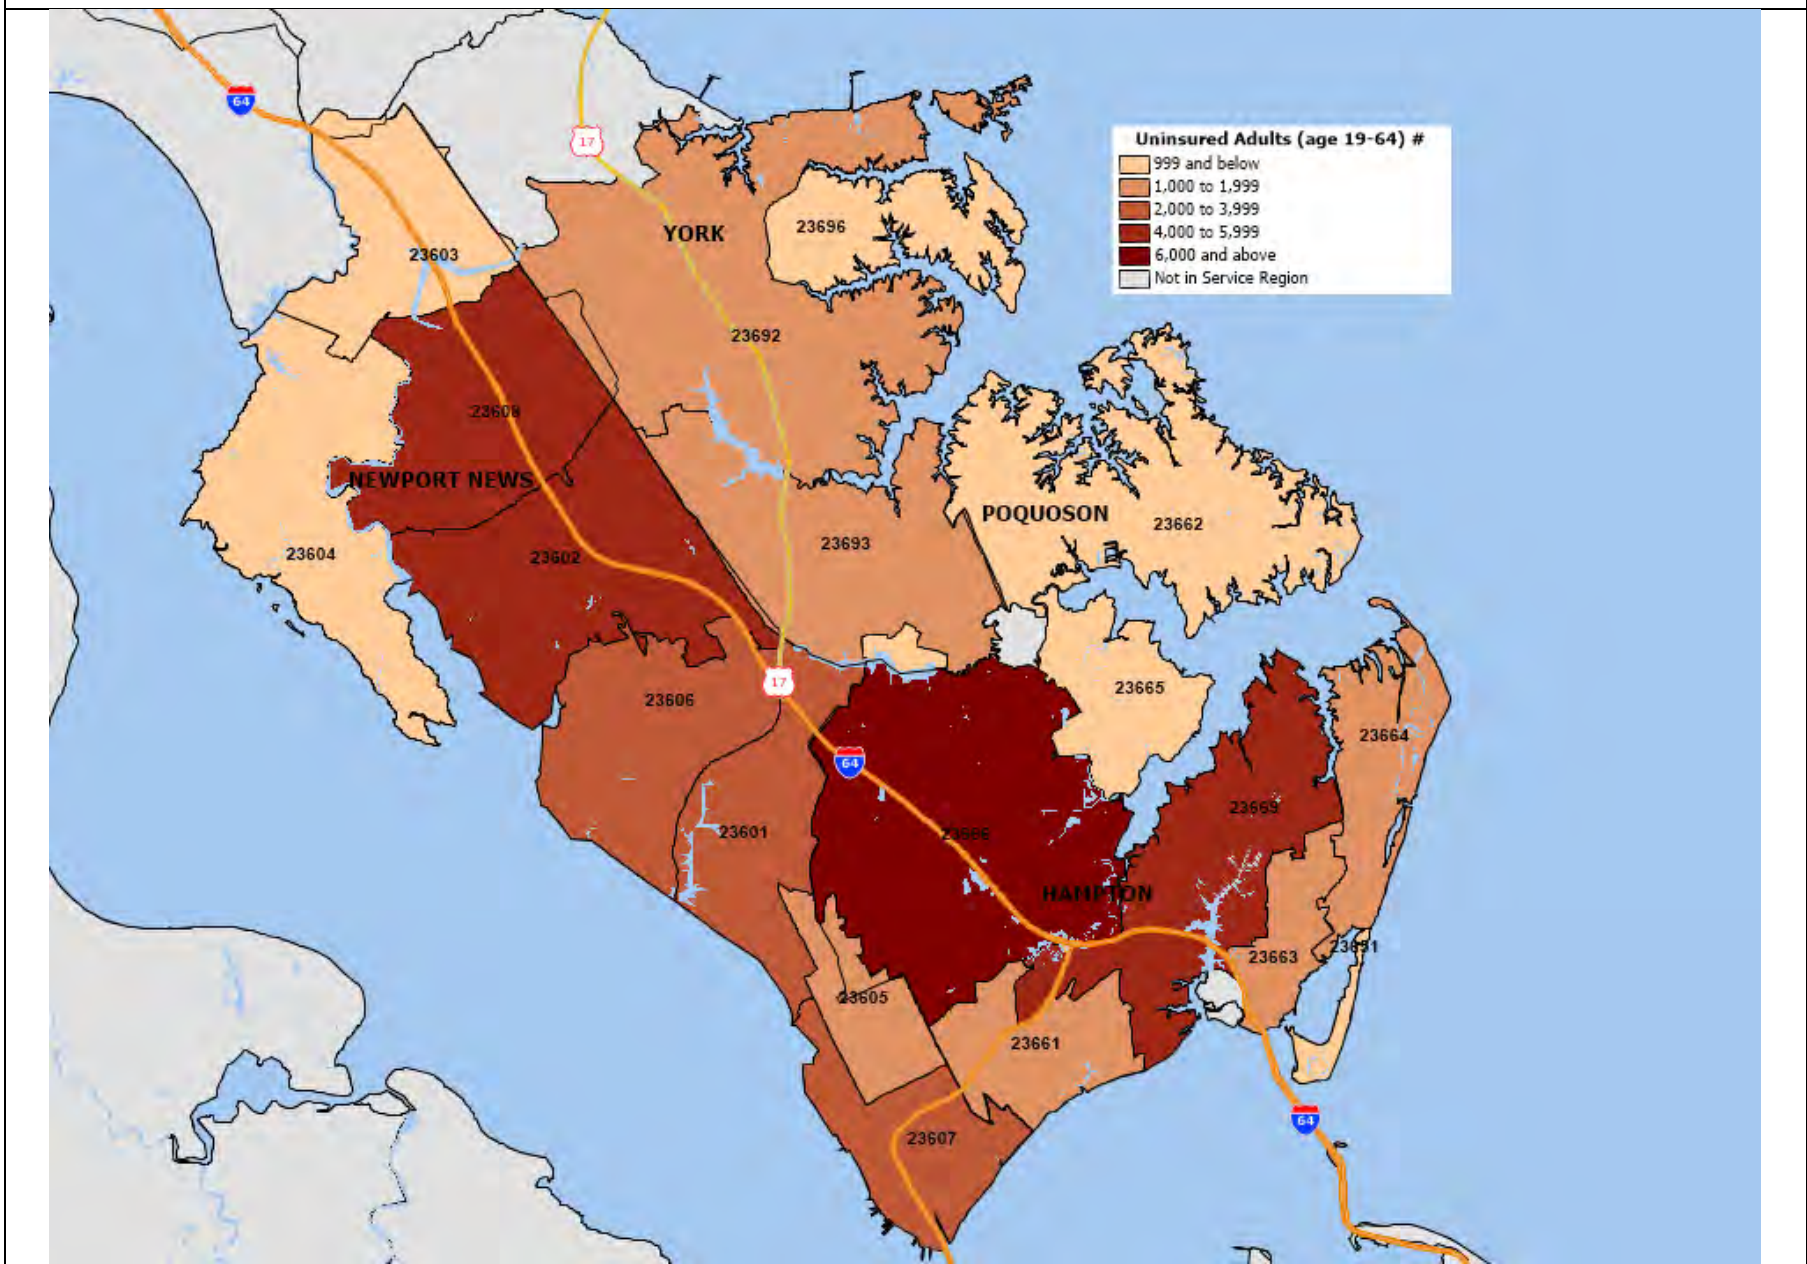 64
17
Uninsured Adults (age 19-64) #
999 and below
1,000 to 1,999
2,000 to 3,999
4,000 to 5,999
6,000 and above
Not in Service Region
YORK
23696
23603
23692
23608
NEWPORT NEWS
POQUOSON
23662
23693
23604
23602
23665
17
23606
23664
64
23669
23601
23666
HAMPTON
23651
23663
23605
23661
64
23607